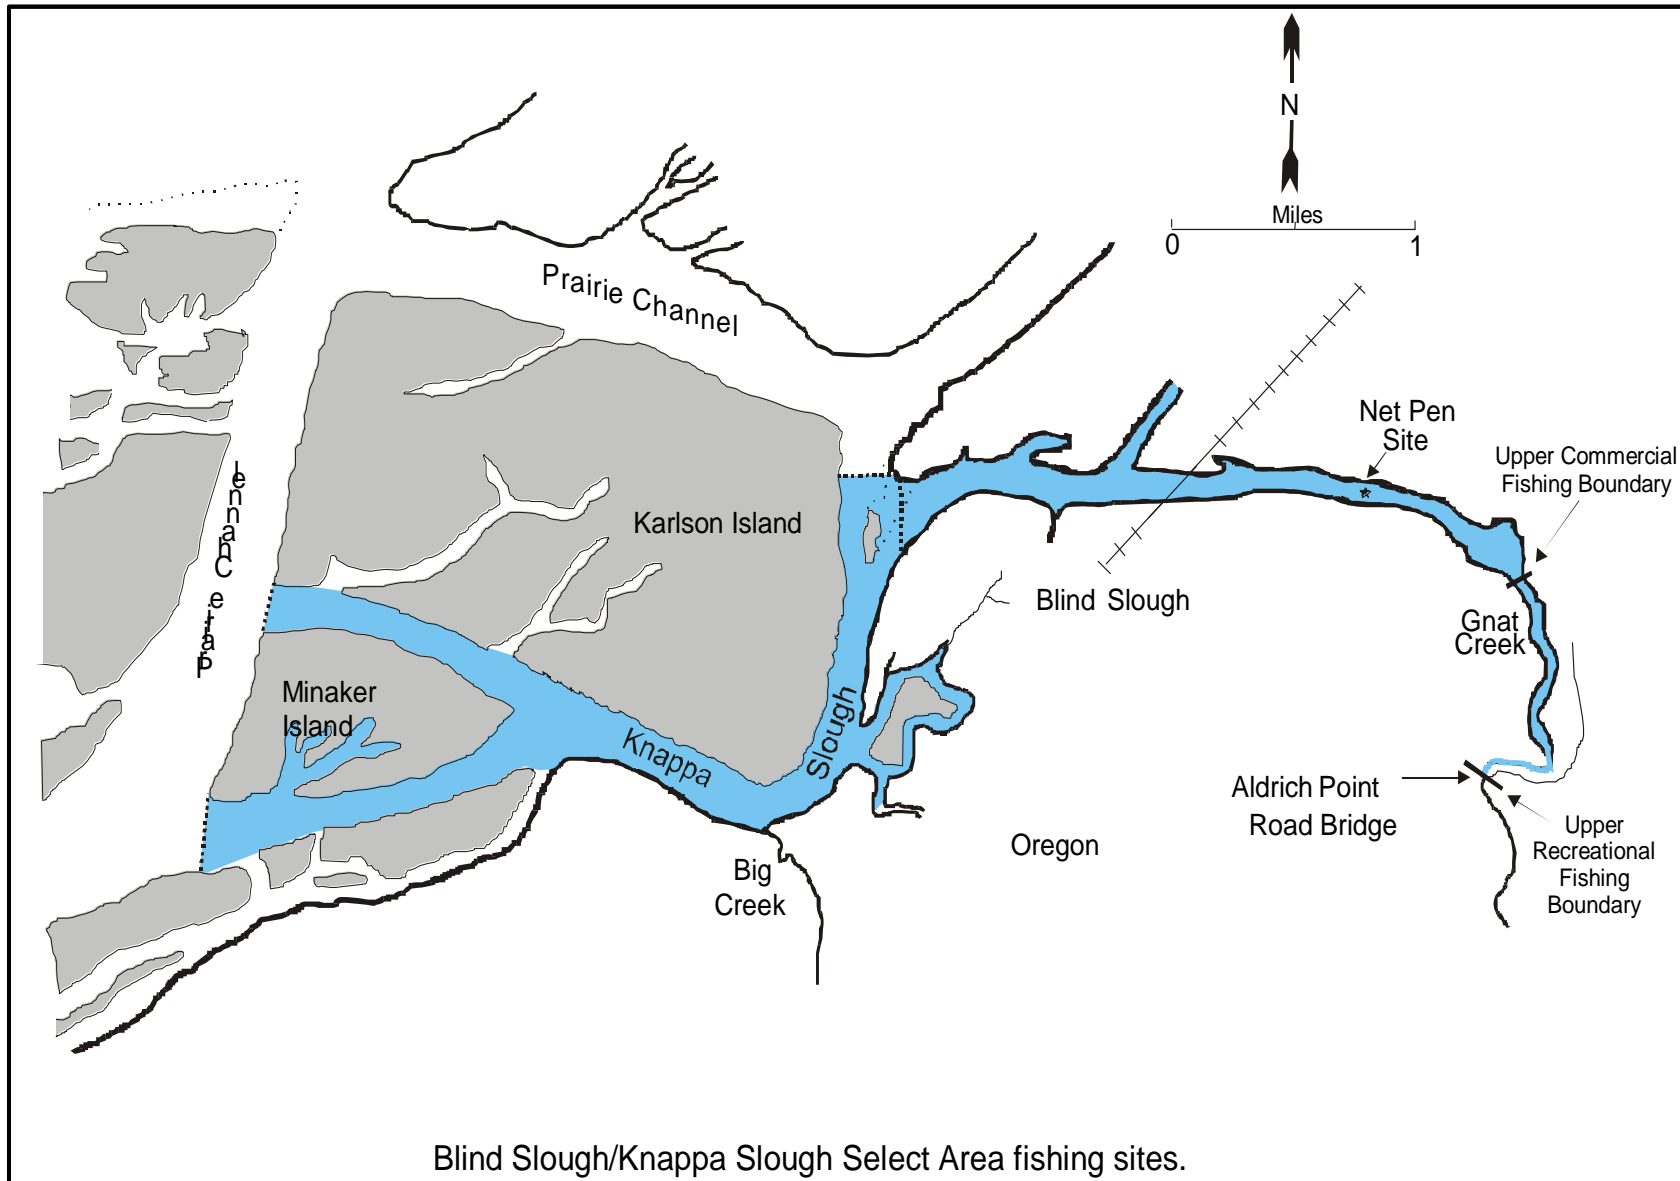 N
Miles
0 1
Prairie Channel
Net Pen
Site
Upper Commercial
Fishing Boundary
Prairie Channel
Karlson Island
Blind Slough
Gnat
Creek
Minaker
Island
Knappa
Slough
Aldrich Point
Road Bridge
Oregon
Upper
Recreational
Fishing
Boundary
Big
Creek
Blind Slough/Knappa Slough Select Area fishing sites.